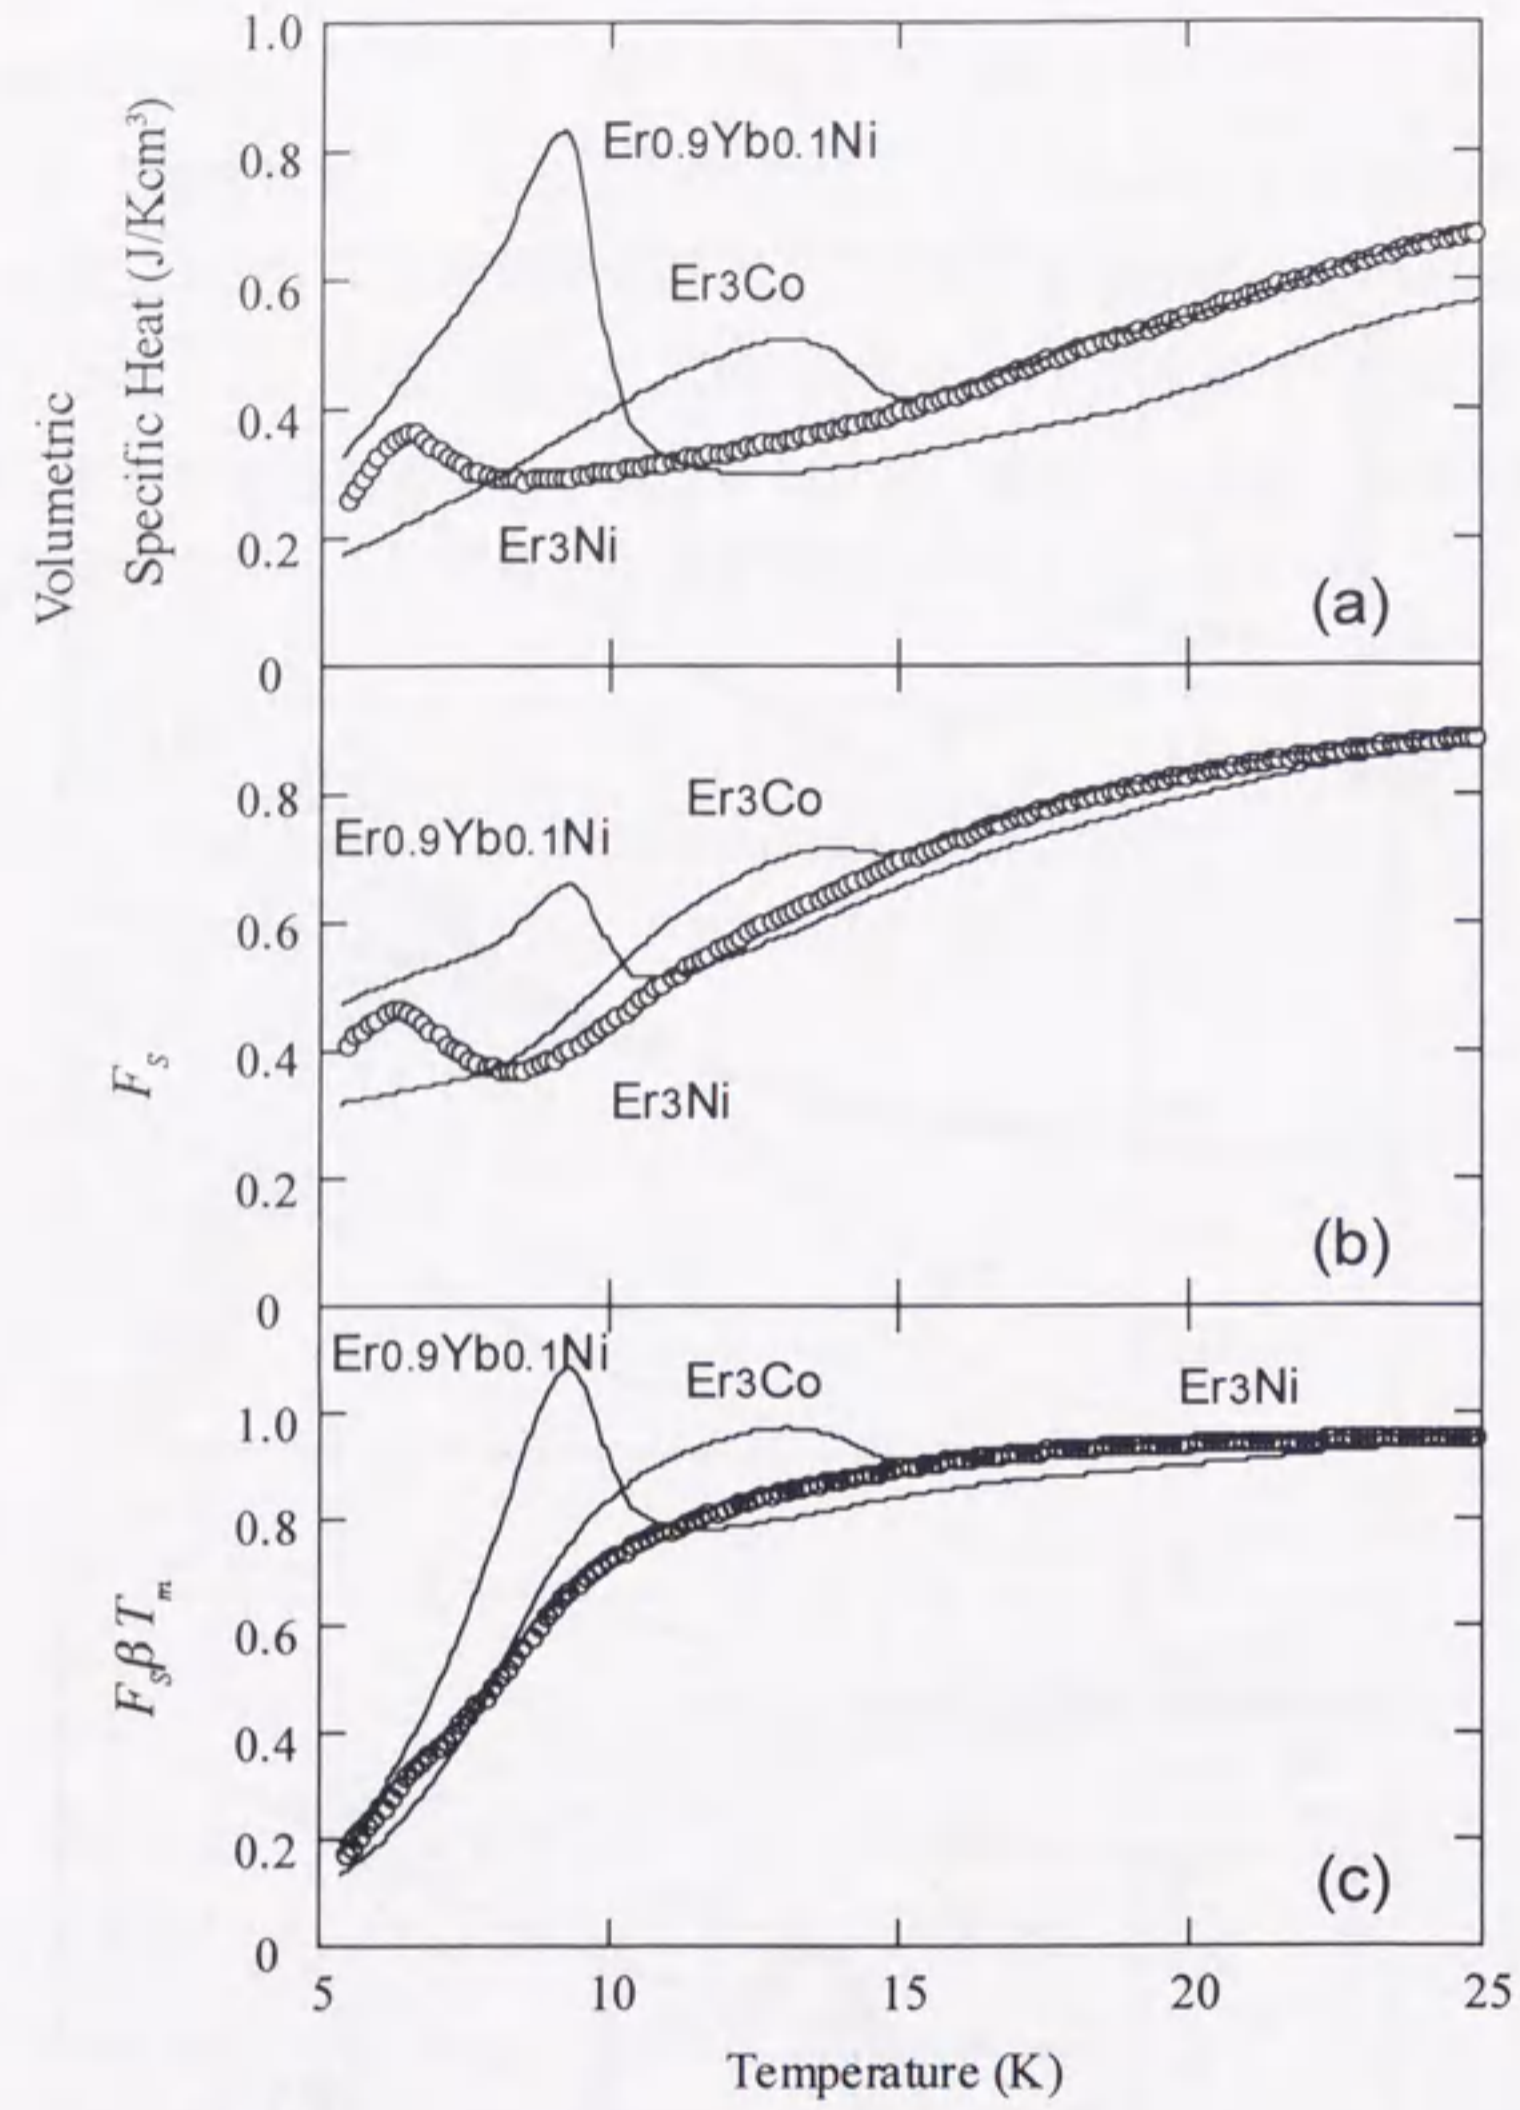 Volumetric
Specific Heat (J/Kcm³)
1.0
0.8
0.6
0.4
0.2
0
Er0.9Yb0.1Ni
Er3Co
Er3Ni
(a)
F_S
0.8
0.6
0.4
0.2
0
Er3Co
Er0.9Yb0.1Ni
Er3Ni
(b)
F_SβT_m
1.0
0.8
0.6
0.4
0.2
0
Er0.9Yb0.1Ni
Er3Co
Er3Ni
(c)
5 10 15 20 25
Temperature (K)